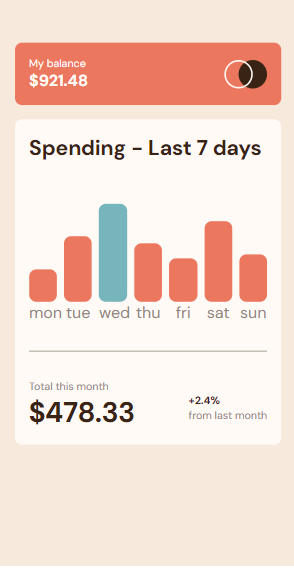 My balance
$921.48
Spending - Last 7 days
mon tue wed thu fri sat sun
Total this month
$478.33
+2.4%
from last month